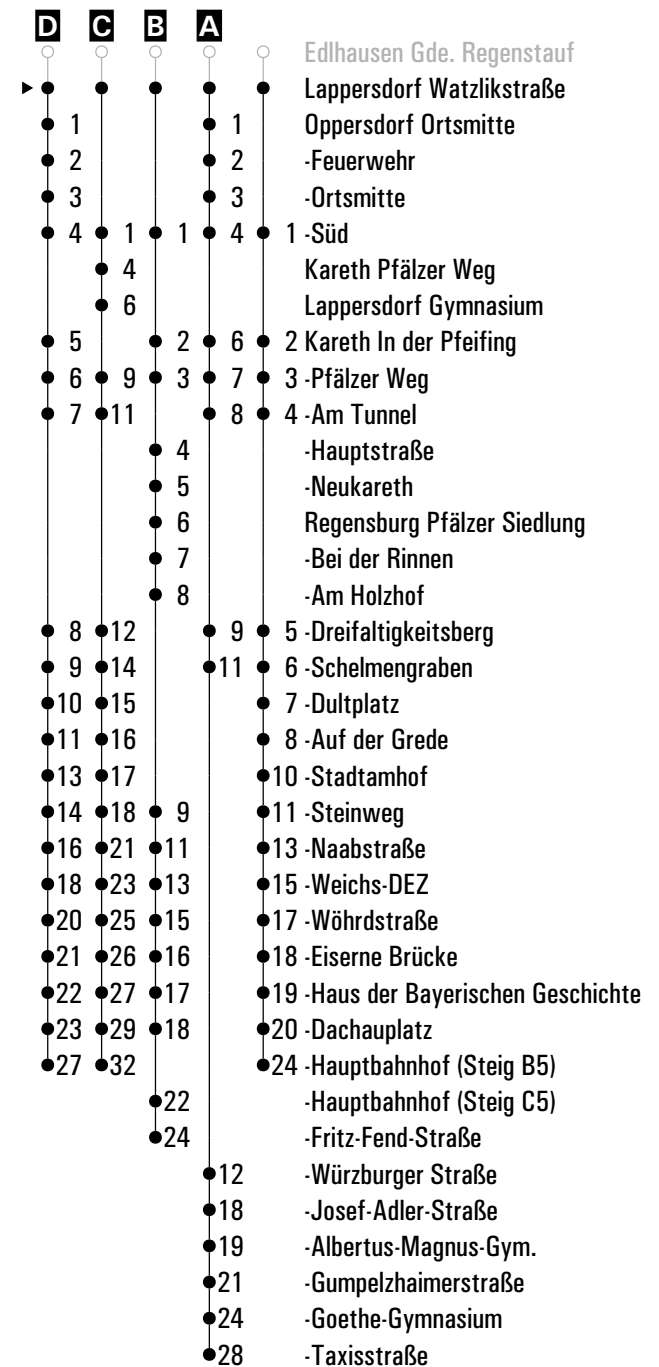 D C B A
Edlhausen Gde. Regenstauf
Lappersdorf Watzlikstraße
1 1 Oppersdorf Ortsmitte
2 2 -Feuerwehr
3 3 -Ortsmitte
4 1 1 4 1 -Süd
4 Kareth Pfälzer Weg
6 Lappersdorf Gymnasium
5 2 6 2 Kareth In der Pfeifing
6 9 3 7 3 -Pfälzer Weg
7 11 8 4 -Am Tunnel
4 -Hauptstraße
5 -Neukareth
6 Regensburg Pfälzer Siedlung
7 -Bei der Rinnen
8 -Am Holzhof
8 12 9 5 -Dreifaltigkeitsberg
9 14 11 6 -Schelmengraben
10 15 7 -Dultplatz
11 16 8 -Auf der Grede
13 17 10 -Stadtamhof
14 18 9 11 -Steinweg
16 21 11 13 -Naabstraße
18 23 13 15 -Weichs-DEZ
20 25 15 17 -Wöhrdstraße
21 26 16 18 -Eiserne Brücke
22 27 17 19 -Haus der Bayerischen Geschichte
23 29 18 20 -Dachauplatz
27 32 24 -Hauptbahnhof (Steig B5)
22 -Hauptbahnhof (Steig C5)
24 -Fritz-Fend-Straße
12 -Würzburger Straße
18 -Josef-Adler-Straße
19 -Albertus-Magnus-Gym.
21 -Gumpelzhaimerstraße
24 -Goethe-Gymnasium
28 -Taxisstraße